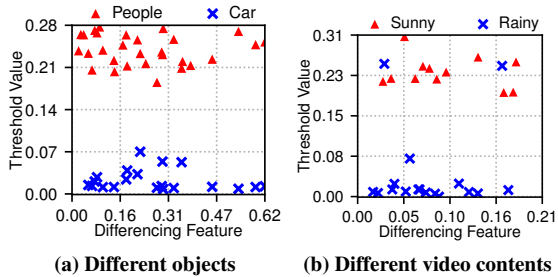 People Car
Threshold Value
0.28
0.21
0.14
0.07
0.00
0.00 0.16 0.31 0.47 0.62
Differencing Feature
(a) Different objects
Sunny Rainy
Threshold Value
0.31
0.23
0.15
0.08
0.00
0.00 0.05 0.10 0.16 0.21
Differencing Feature
(b) Different video contents